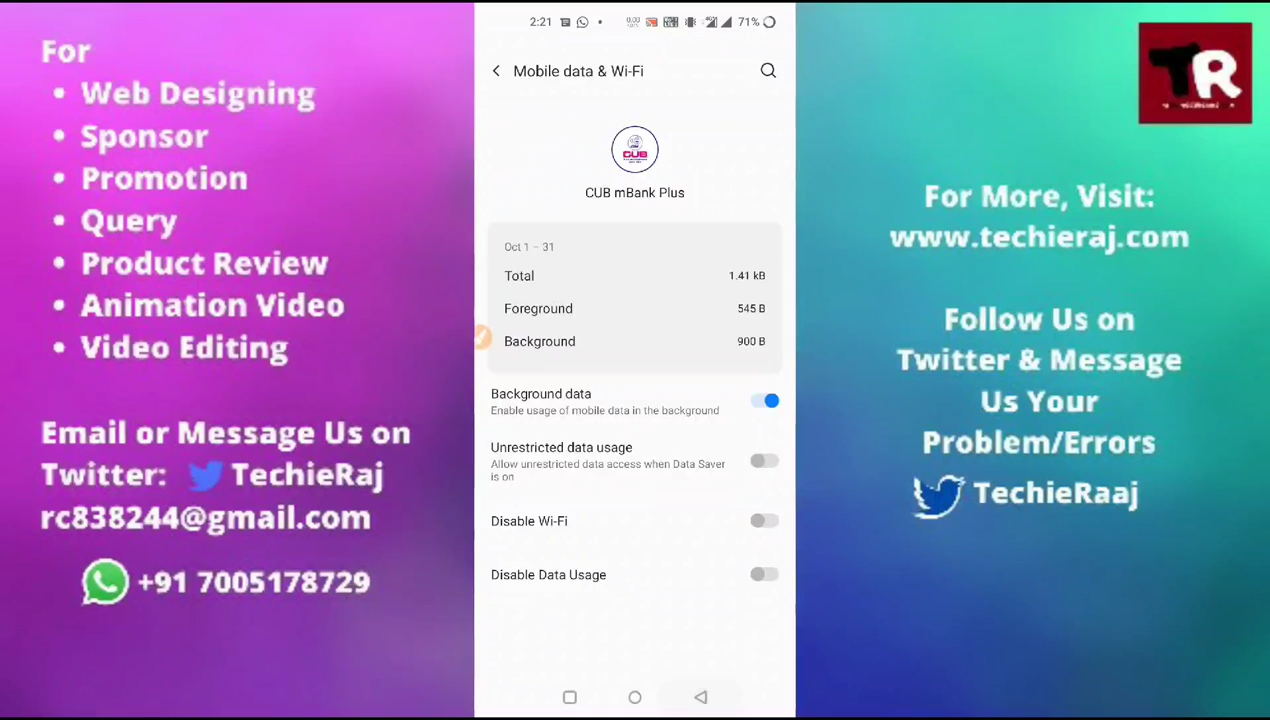 For
• Web Designing
• Sponsor
• Promotion
• Query
• Product Review
• Animation Video
• Video Editing
Email or Message Us on
Twitter: TechieRaj
rc838244@gmail.com
+91 7005178729
2:21
71%
Mobile data & Wi-Fi
CUB
CUB mBank Plus
Oct 1 – 31
Total 1.41 kB
Foreground 545 B
Background 900 B
Background data
Enable usage of mobile data in the background
Unrestricted data usage
Allow unrestricted data access when Data Saver
is on
Disable Wi-Fi
Disable Data Usage
TR
For More, Visit:
www.techieraj.com
Follow Us on
Twitter & Message
Us Your
Problem/Errors
TechieRaaj